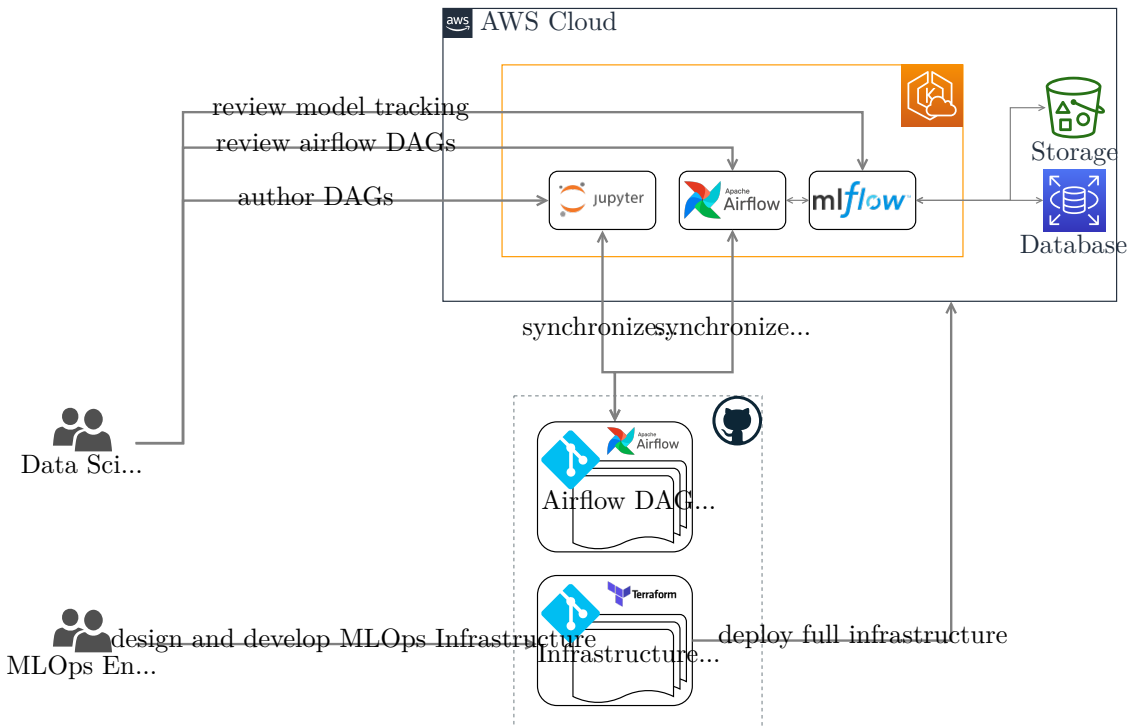 aws
AWS Cloud
K
review model tracking
review airflow DAGs
author DAGs
Storage
jupyter
Apache
Airflow
mlflow
Database
synchronize...
synchronize...
Apache
Airflow
Data Sci...
Airflow DAG...
Terraform
design and develop MLOps Infrastructure
deploy full infrastructure
Infrastructure...
MLOps En...